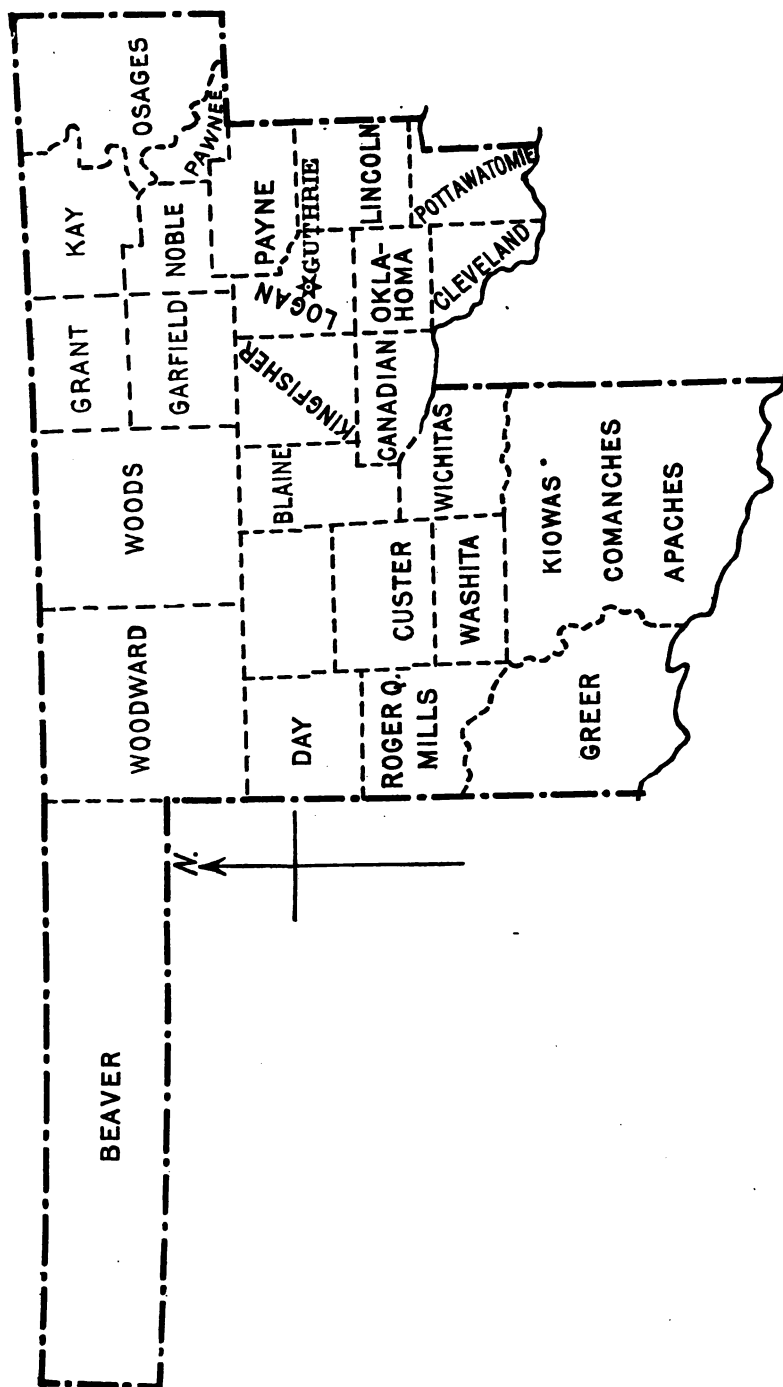 BEAVER
WOODWARD
WOODS
GRANT
KAY
OSAGES
GARFIELD
NOBLE
PAWNEE
DAY
BLAINE
KINGFISHER
LOGAN
GUTHRIE
PAYNE
LINCOLN
ROGER Q.
MILLS
CUSTER
CANADIAN
OKLA-
HOMA
WASHITA
WICHITAS
CLEVELAND
POTTAWATOMIE
GREER
KIOWAS
COMANCHES
APACHES
N.